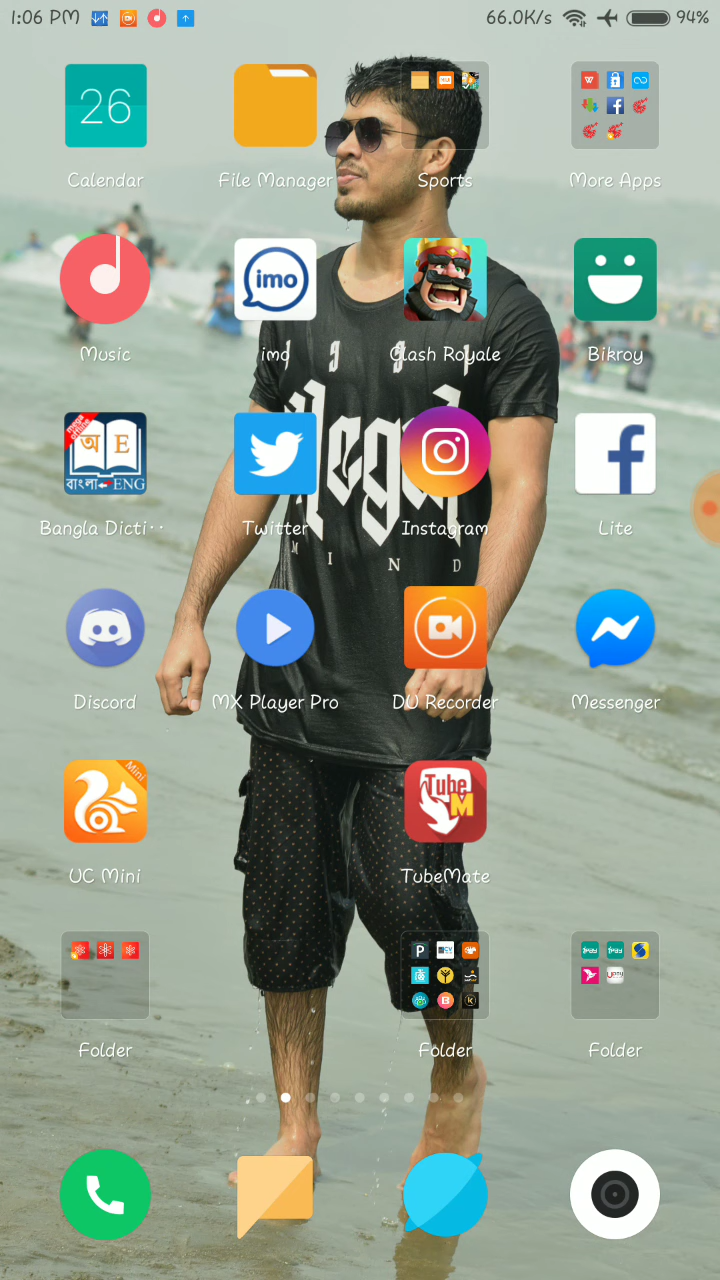 1:06 PM 66.0K/s 94%
26
Calendar File Manager Sports More Apps
imo
Music imo Clash Royale Bikroy
mega offline
অ E
বাংলা ENG
Bangla Dicti··
Twitter Instagram Lite
M I N D
Discord MX Player Pro DU Recorder Messenger
Mini
Tube
M
UC Mini TubeMate
Folder Folder Folder